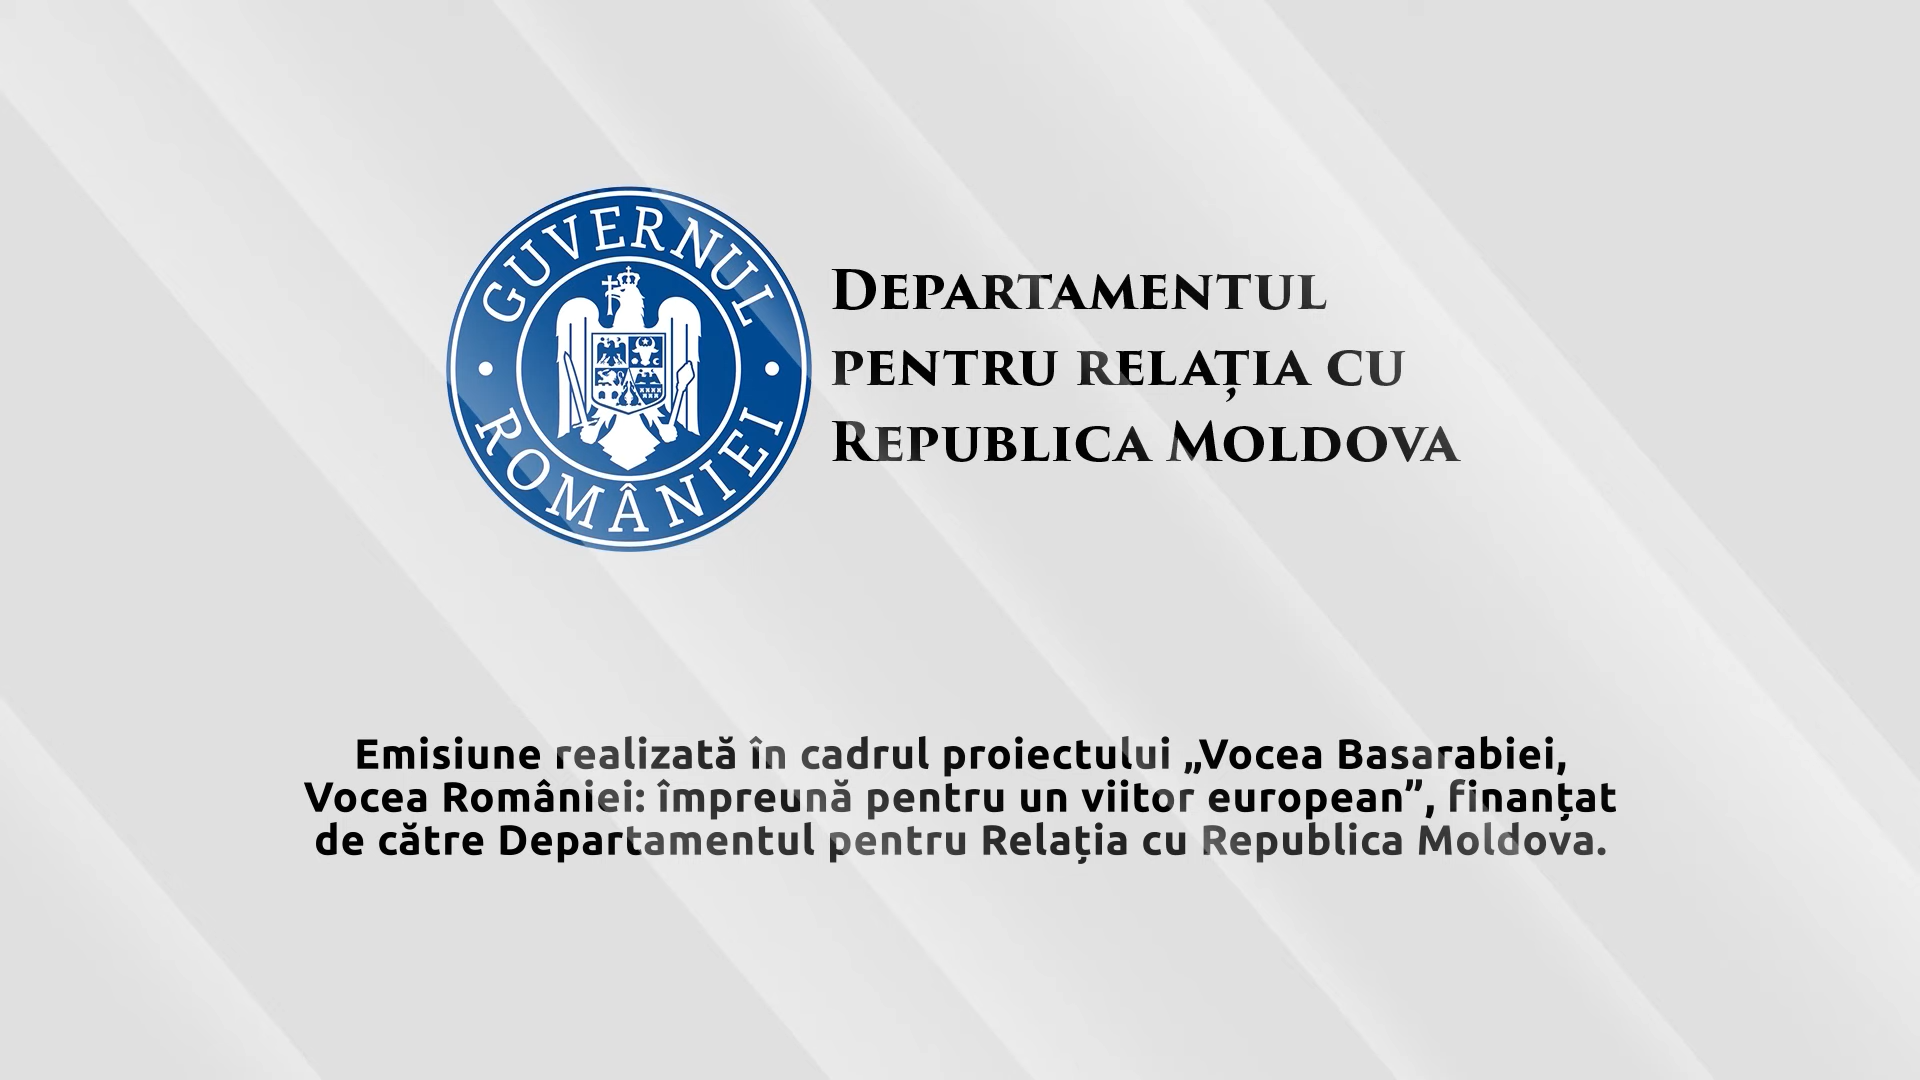 GUVERNUL
ROMÂNIEI
DEPARTAMENTUL
PENTRU RELAȚIA CU
REPUBLICA MOLDOVA
Emisiune realizată în cadrul proiectului „Vocea Basarabiei,
Vocea României: împreună pentru un viitor european”, finanțat
de către Departamentul pentru Relația cu Republica Moldova.